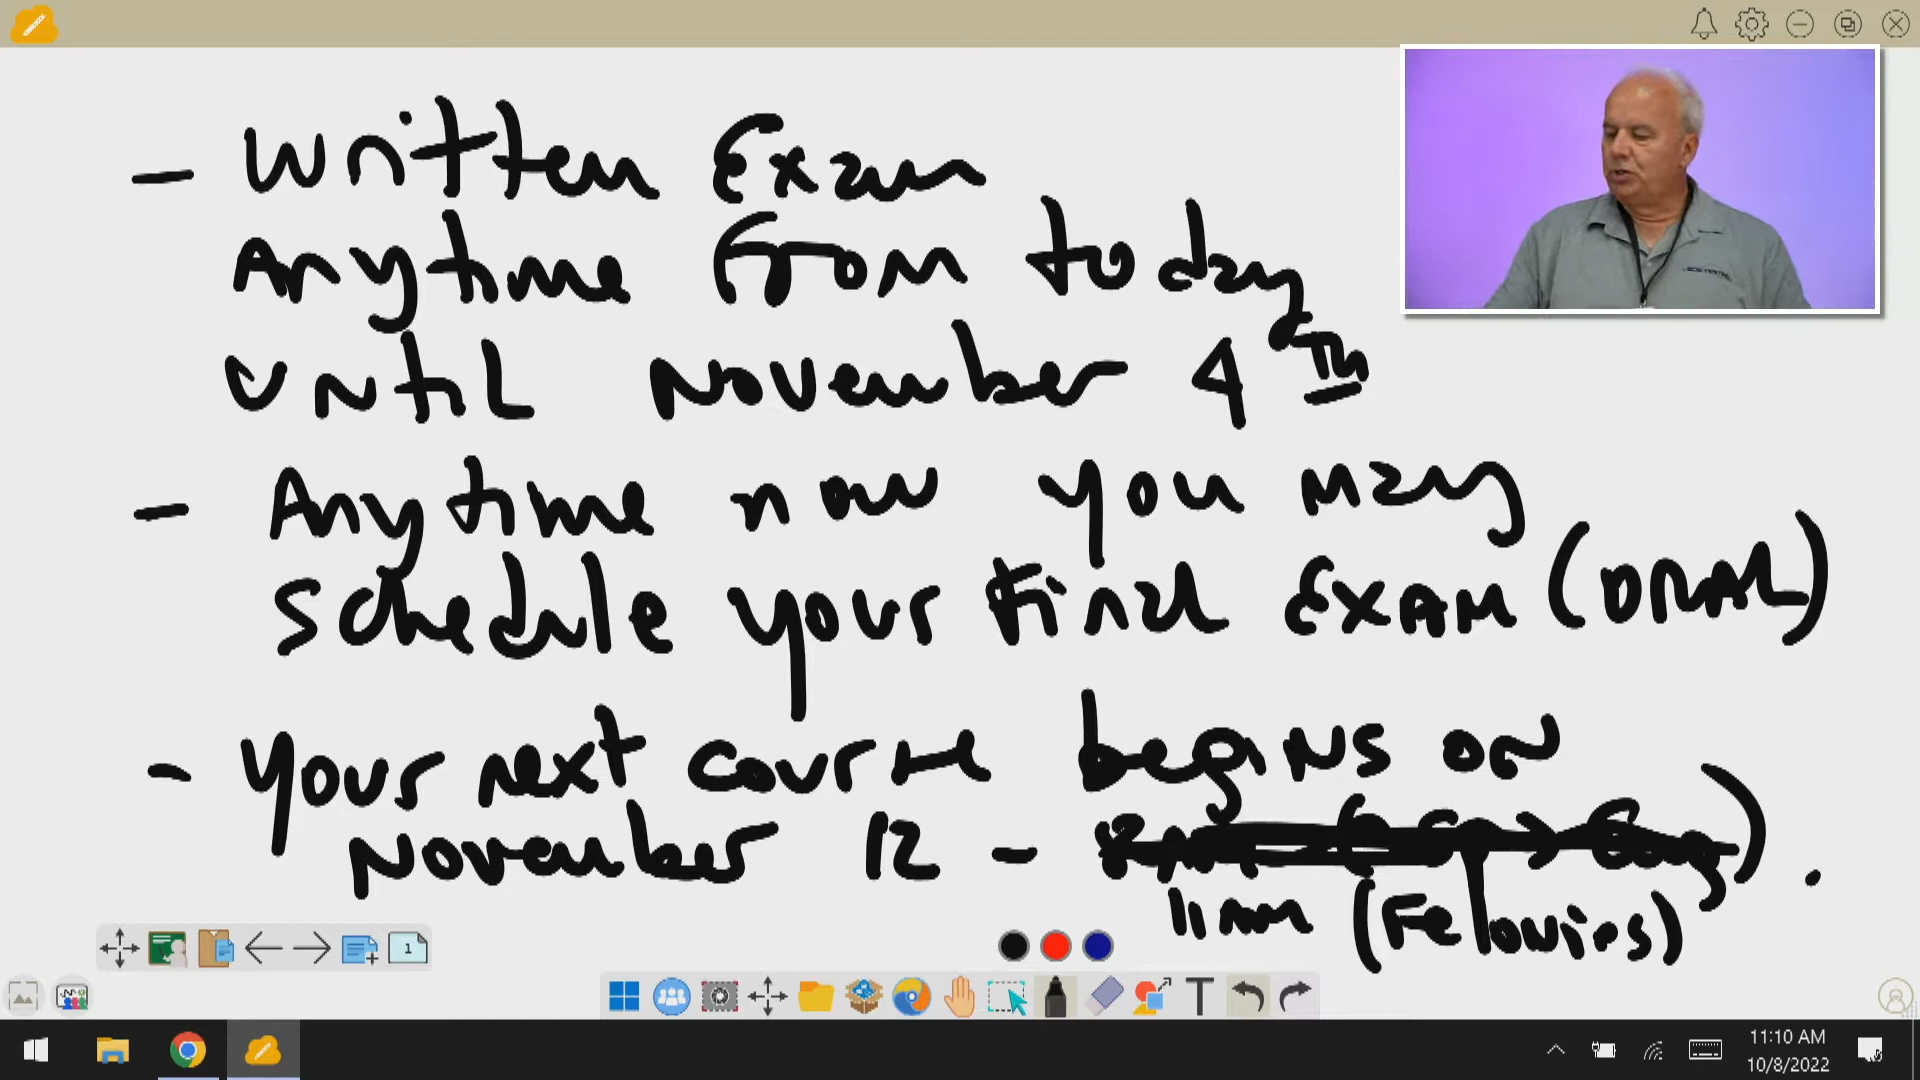 - Written Exam
Anytime from today
until November 4th
- Anytime now you may
schedule your final EXAM (ORAL)
- Your next course begins on
November 12 -
11AM (Felonies)
1
T
11:10 AM
10/8/2022